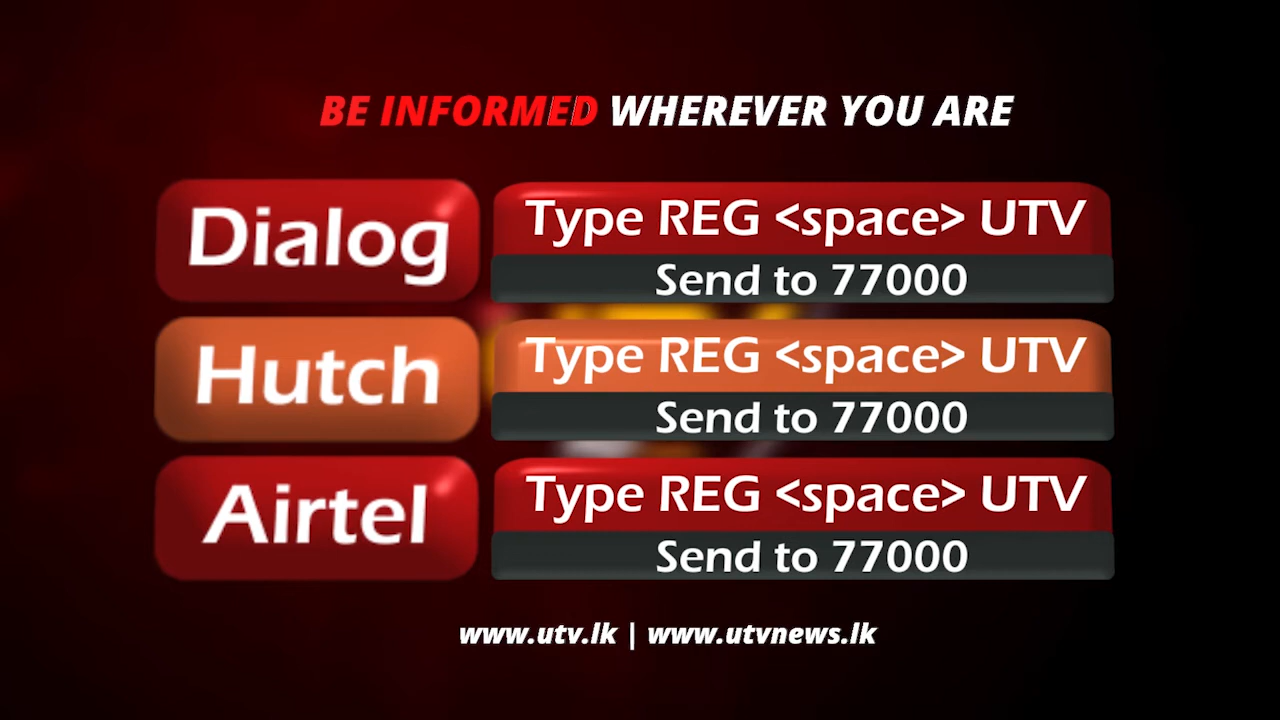 BE INFORMED WHEREVER YOU ARE
Dialog
Type REG <space> UTV
Send to 77000
Hutch
Type REG <space> UTV
Send to 77000
Airtel
Type REG <space> UTV
Send to 77000
www.utv.lk | www.utvnews.lk